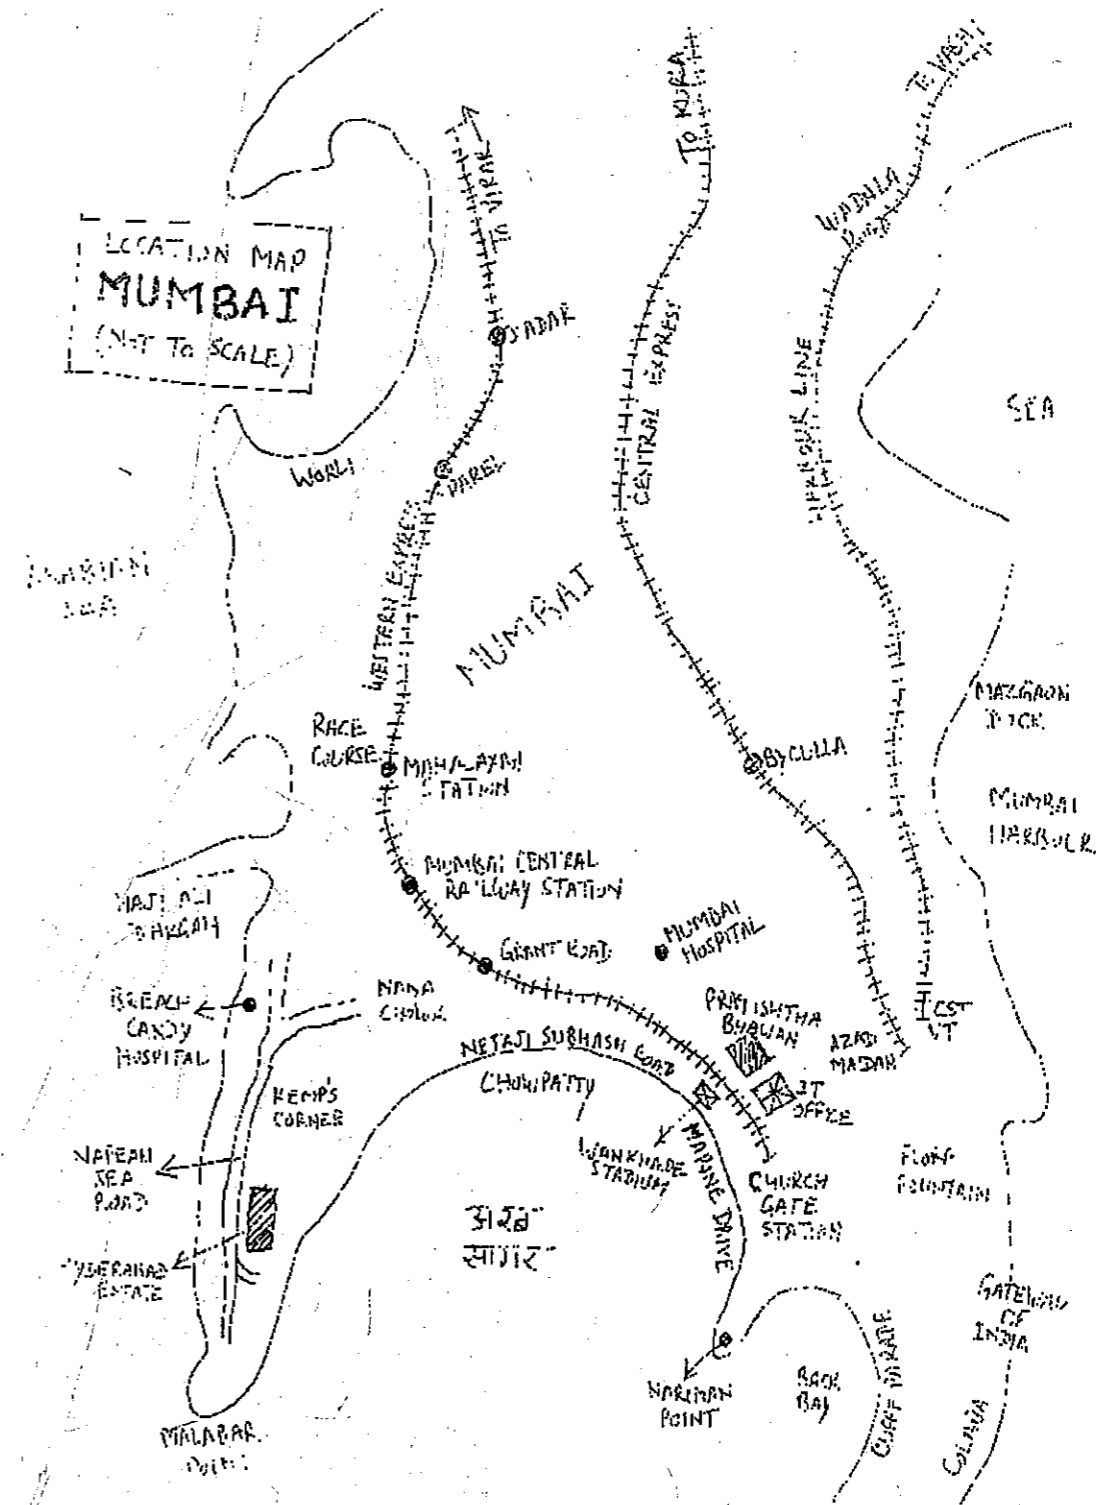 To KURLA
To VASHI
To VIRAR
WADALA
LOCATION MAP
MUMBAI
(NOT TO SCALE)
DADAR
CENTRAL EXPRESS
HARBOUR LINE
SEA
WORLI
PAREL
ARABIAN
SEA
WESTERN EXPRESS
MUMBAI
MAZGAON
DOCK
RACE
COURSE
MAHALAXMI
STATION
BYCULLA
MUMBAI
HARBOUR
MUMBAI CENTRAL
RAILWAY STATION
HAJI ALI
DARGAH
MUMBAI
HOSPITAL
GRANT ROAD
BREACH
CANDY
HOSPITAL
NANA
CHOWK
PRATISHTHA
BHAWAN
CST
VT
AZAD
MAIDAN
NETAJI SUBHASH ROAD
CHOWPATTY
KEMP'S
CORNER
IT
OFFICE
WANKHADE
STADIUM
MARINE DRIVE
NAPEAN
SEA
ROAD
CHURCH
GATE
STATION
FOUNTAIN
अरब
सागर
HYDERABAD
ESTATE
GATEWAY
OF
INDIA
NARIMAN
POINT
BACK
BAY
CUFF PARADE
COLABA
MALABAR